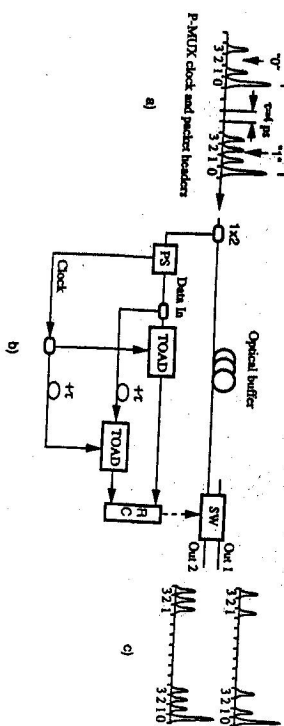 "0"
"1"
τ=4 ps
3 2 1 0
3 2 1 0
P-MUX clock and packet headers
a)
1x2
Optical buffer
SW
Out 1
Out 2
PS
Data In
TOAD
Clock
+τ
+τ
TOAD
R
C
b)
3 2 1
3 2 1 0
3 2 1
3 2 1 0
c)